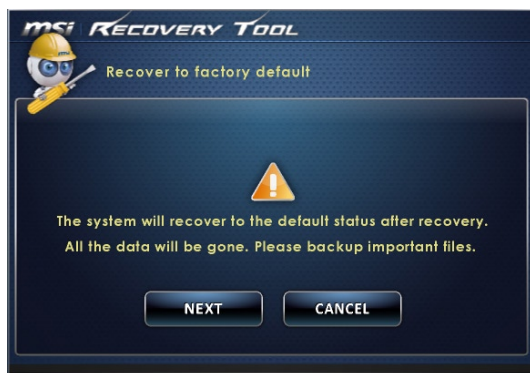 msi RECOVERY TOOL
Recover to factory default
The system will recover to the default status after recovery.
All the data will be gone. Please backup important files.
NEXT
CANCEL